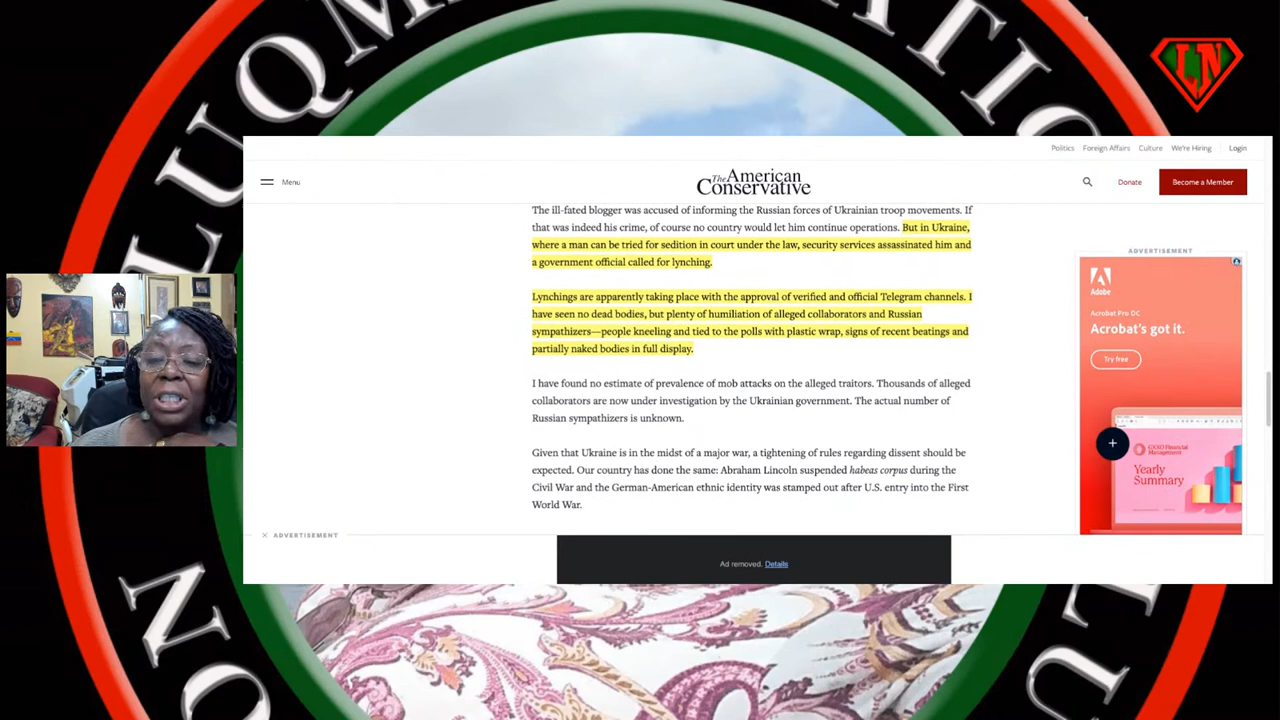 LUQM
ATIO
LN
Politics Foreign Affairs Culture We're Hiring Login
Menu
The American Conservative
Donate
Become a Member
The ill-fated blogger was accused of informing the Russian forces of Ukrainian troop movements. If
that was indeed his crime, of course no country would let him continue operations. But in Ukraine,
where a man can be tried for sedition in court under the law, security services assassinated him and
a government official called for lynching.
Lynchings are apparently taking place with the approval of verified and official Telegram channels. I
have seen no dead bodies, but plenty of humiliation of alleged collaborators and Russian
sympathizers—people kneeling and tied to the polls with plastic wrap, signs of recent beatings and
partially naked bodies in full display.
I have found no estimate of prevalence of mob attacks on the alleged traitors. Thousands of alleged
collaborators are now under investigation by the Ukrainian government. The actual number of
Russian sympathizers is unknown.
Given that Ukraine is in the midst of a major war, a tightening of rules regarding dissent should be
expected. Our country has done the same: Abraham Lincoln suspended habeas corpus during the
Civil War and the German-American ethnic identity was stamped out after U.S. entry into the First
World War.
ADVERTISEMENT
Adobe
Acrobat Pro DC
Acrobat's got it.
Try free
Financial
Management
Yearly
Summary
× ADVERTISEMENT
Ad removed. Details
NO